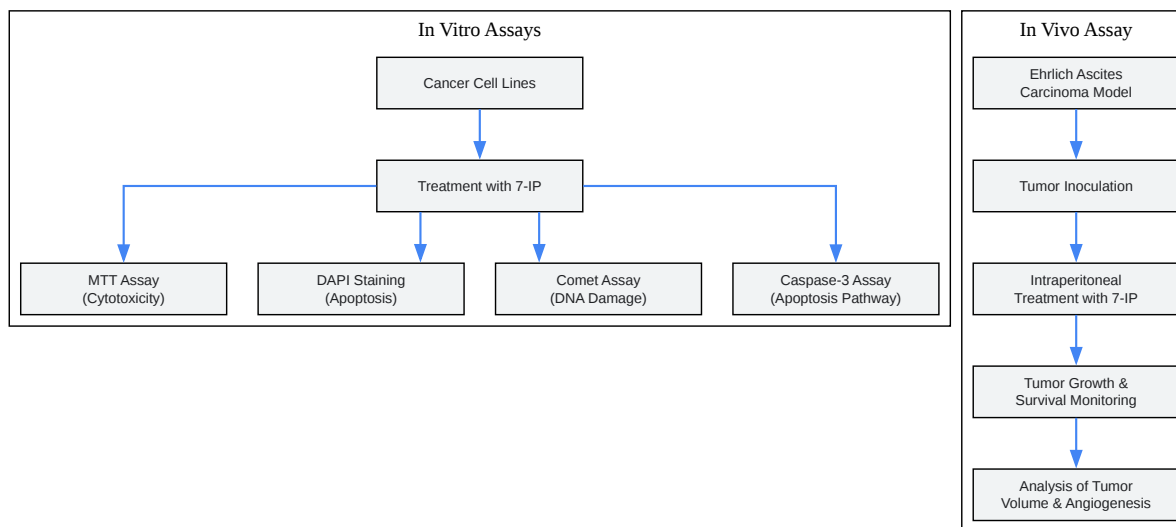 In Vitro Assays
Cancer Cell Lines
Treatment with 7-IP
MTT Assay
(Cytotoxicity)
DAPI Staining
(Apoptosis)
Comet Assay
(DNA Damage)
Caspase-3 Assay
(Apoptosis Pathway)
In Vivo Assay
Ehrlich Ascites
Carcinoma Model
Tumor Inoculation
Intraperitoneal
Treatment with 7-IP
Tumor Growth &
Survival Monitoring
Analysis of Tumor
Volume & Angiogenesis